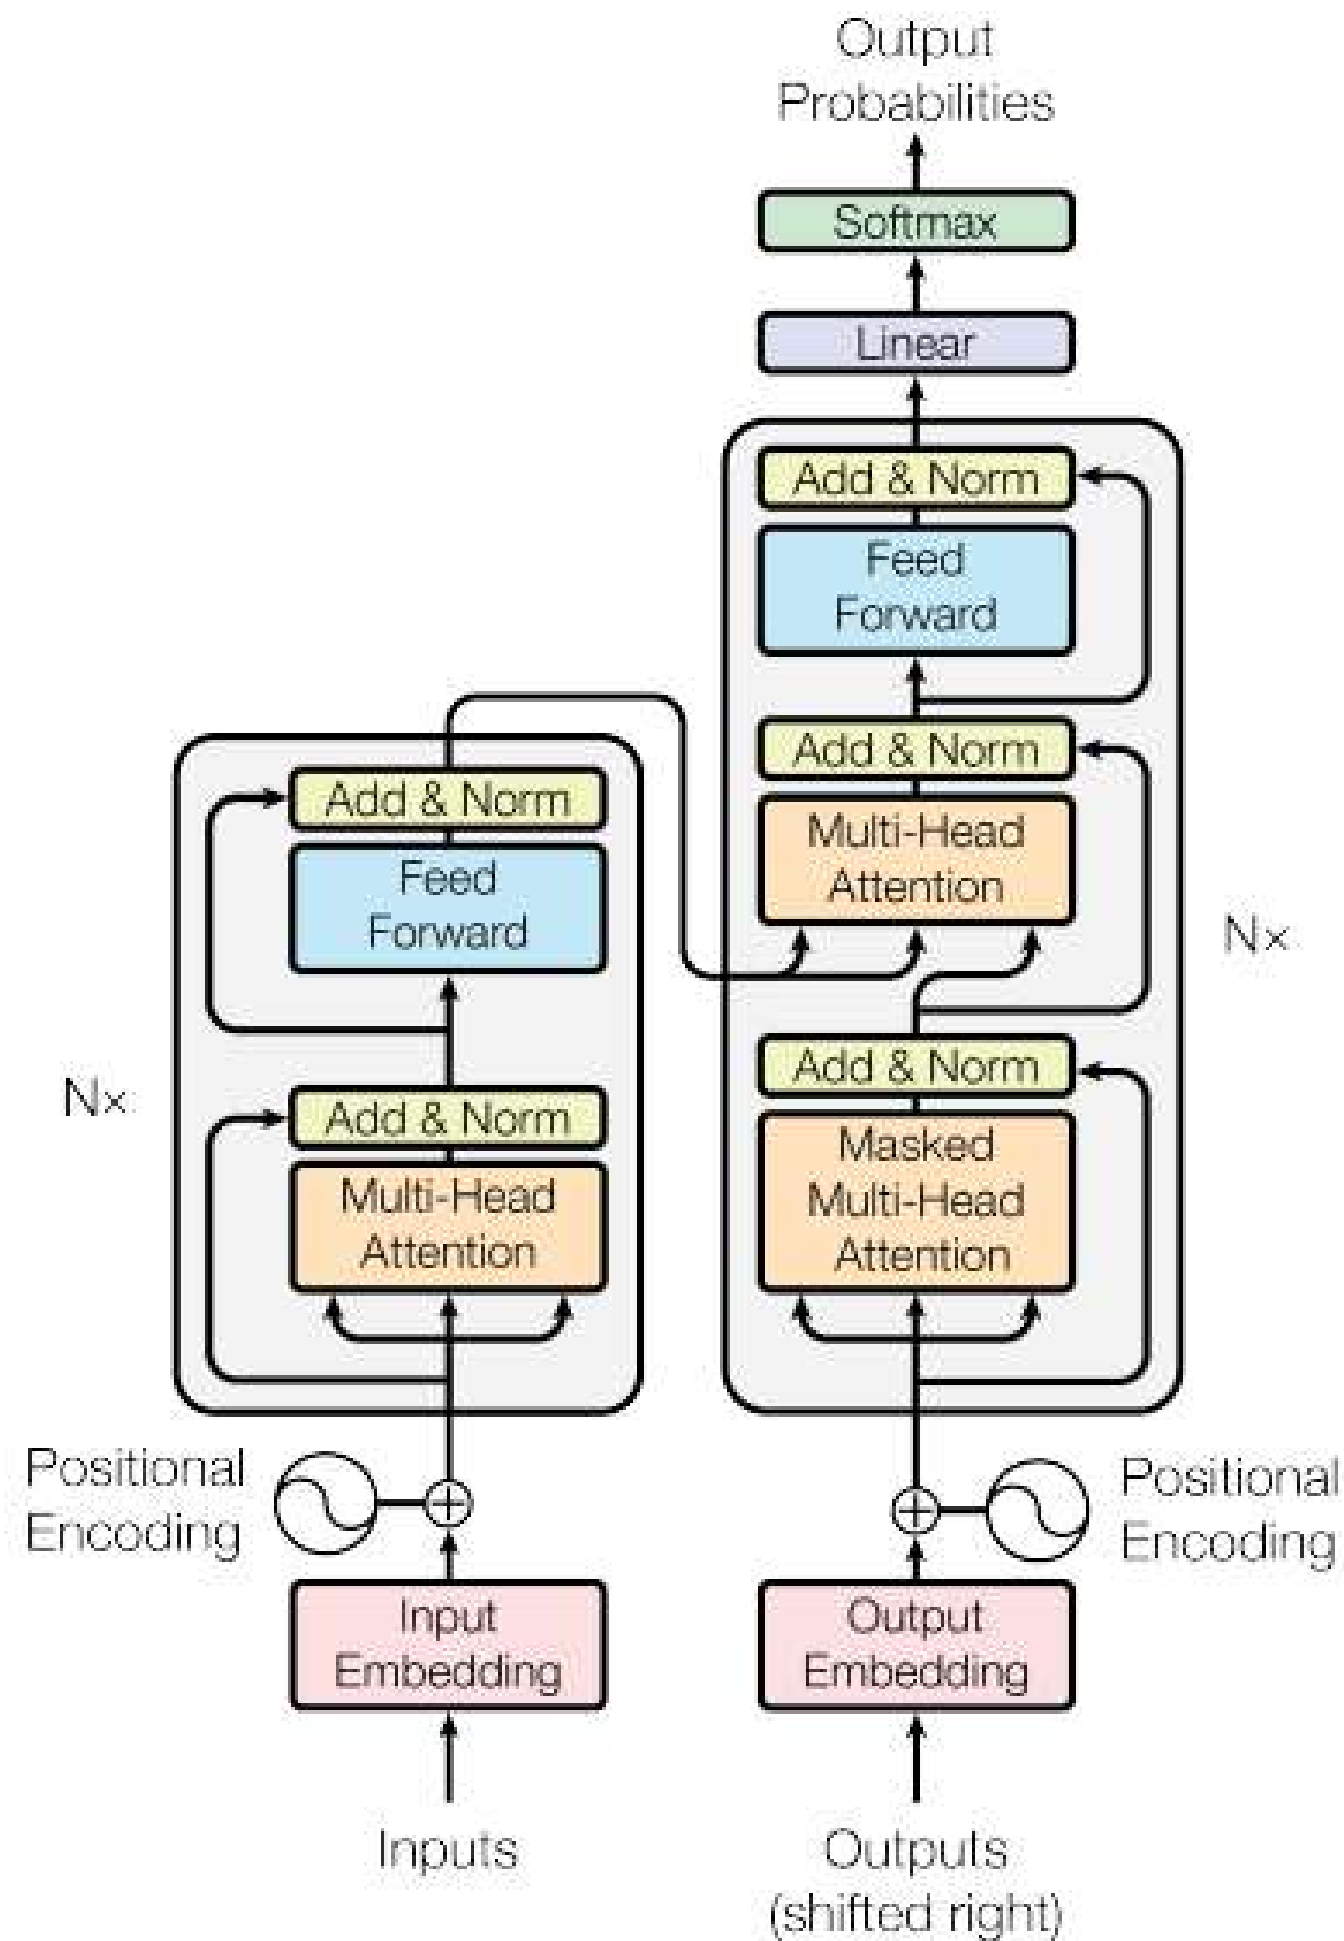 Output
Probabilities
Softmax
Linear
Add & Norm
Feed
Forward
Add & Norm
Multi-Head
Attention
Add & Norm
Masked
Multi-Head
Attention
Nx
Add & Norm
Feed
Forward
Add & Norm
Multi-Head
Attention
Nx
Positional
Encoding
Positional
Encoding
Input
Embedding
Output
Embedding
Inputs
Outputs
(shifted right)